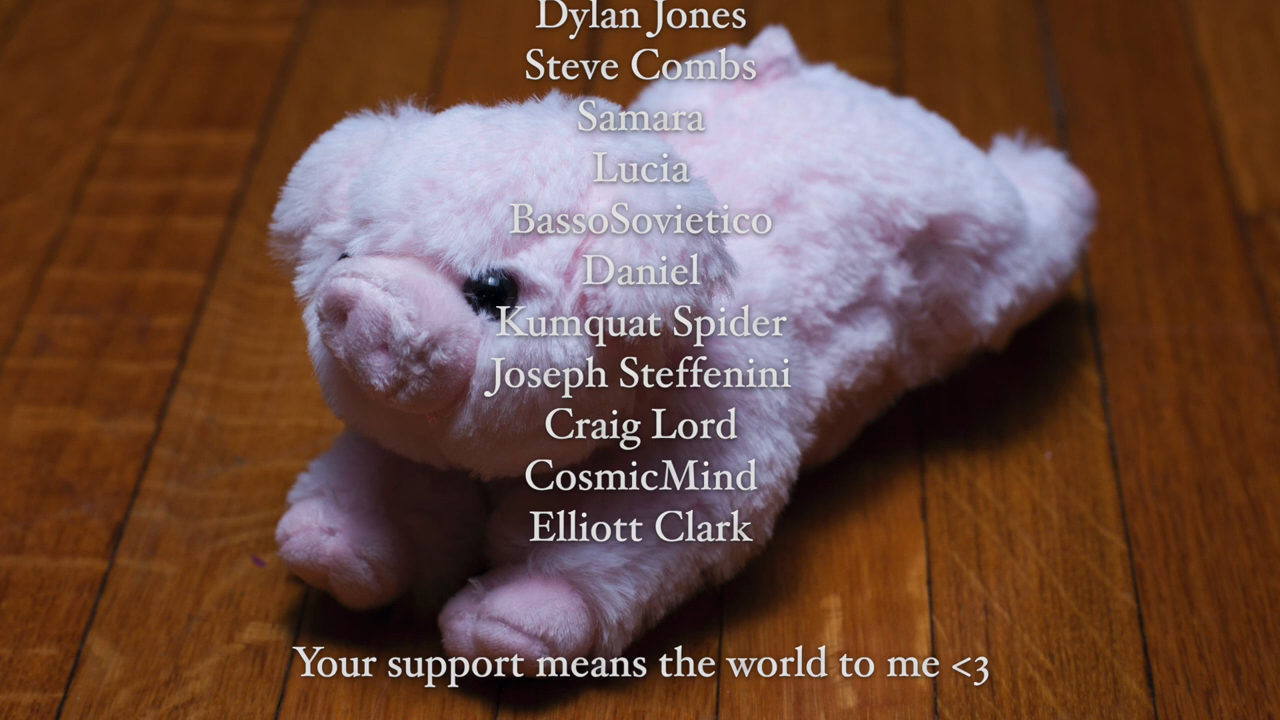 Dylan Jones
Steve Combs
Samara
Lucia
BassoSovietico
Daniel
Kumquat Spider
Joseph Steffenini
Craig Lord
CosmicMind
Elliott Clark
Your support means the world to me <3